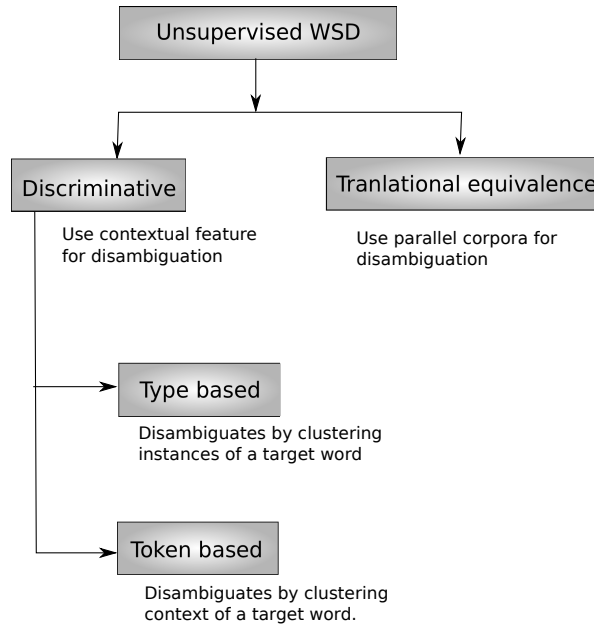 Unsupervised WSD
Discriminative
Tranlational equivalence
Use contextual feature
for disambiguation
Use parallel corpora for
disambiguation
Type based
Disambiguates by clustering
instances of a target word
Token based
Disambiguates by clustering
context of a target word.